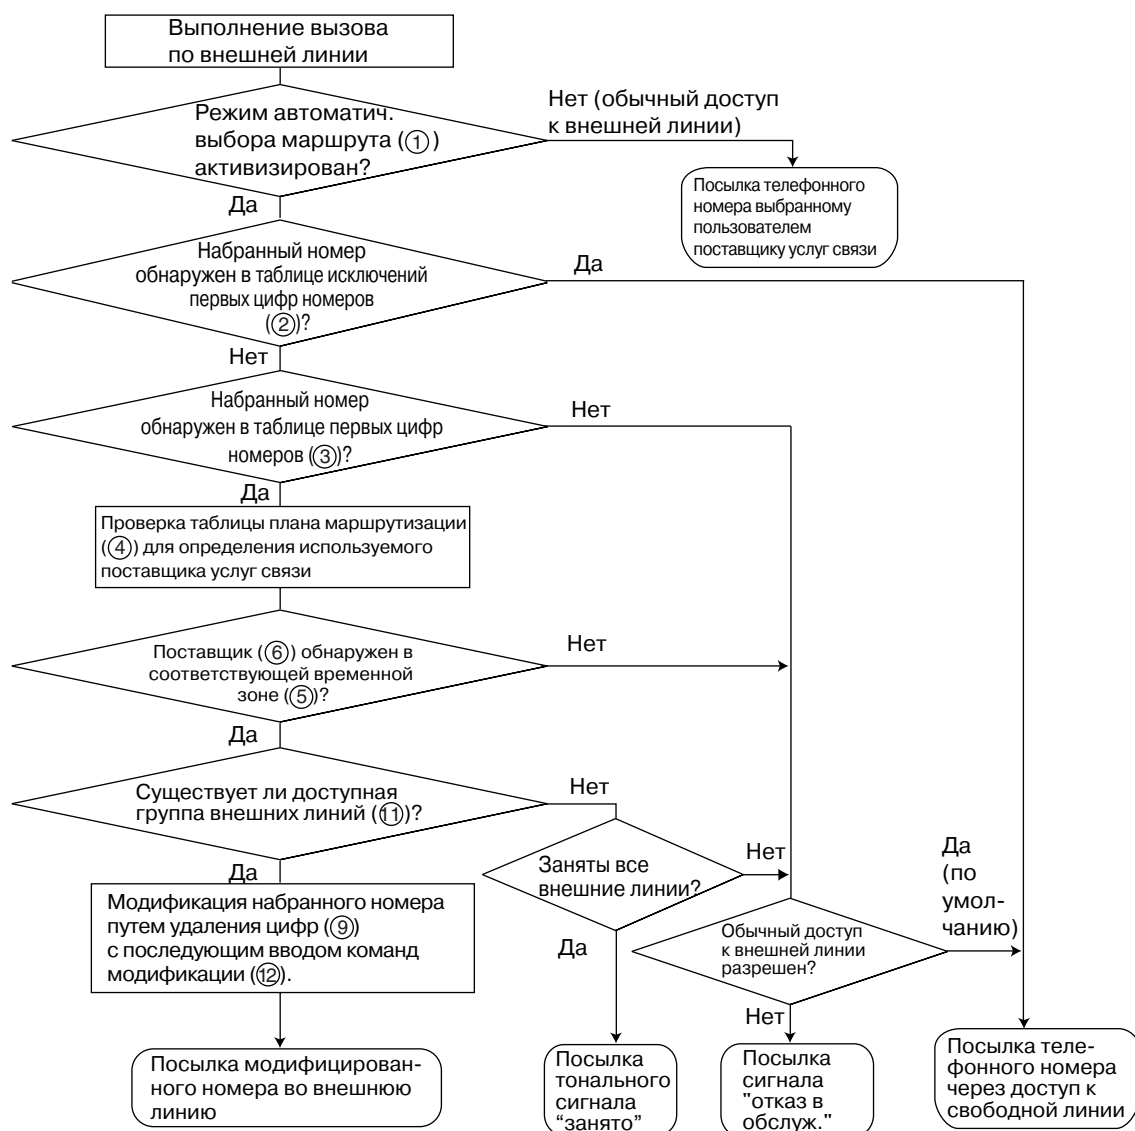 Выполнение вызова
по внешней линии
Режим автоматич.
выбора маршрута (①)
активизирован?
Нет (обычный доступ
к внешней линии)
Посылка телефонного
номера выбранному
пользователем
поставщику услуг связи
Да
Набранный номер
обнаружен в таблице исключений
первых цифр номеров
(②)?
Да
Нет
Набранный номер
обнаружен в таблице первых цифр
номеров (③)?
Нет
Да
Проверка таблицы плана маршрутизации
(④) для определения используемого
поставщика услуг связи
Поставщик (⑥) обнаружен в
соответствующей временной
зоне (⑤)?
Нет
Да
Существует ли доступная
группа внешних линий (⑪)?
Нет
Да
Заняты все
внешние линии?
Нет
Да
Модификация набранного номера
путем удаления цифр (⑨)
с последующим вводом команд
модификации (⑫).
Обычный доступ
к внешней линии
разрешен?
Да
(по
умол-
чанию)
Нет
Посылка модифицирован-
ного номера во внешнюю
линию
Посылка
тонального
сигнала
“занято”
Посылка
сигнала
"отказ в
обслуж."
Посылка теле-
фонного номера
через доступ к
свободной линии